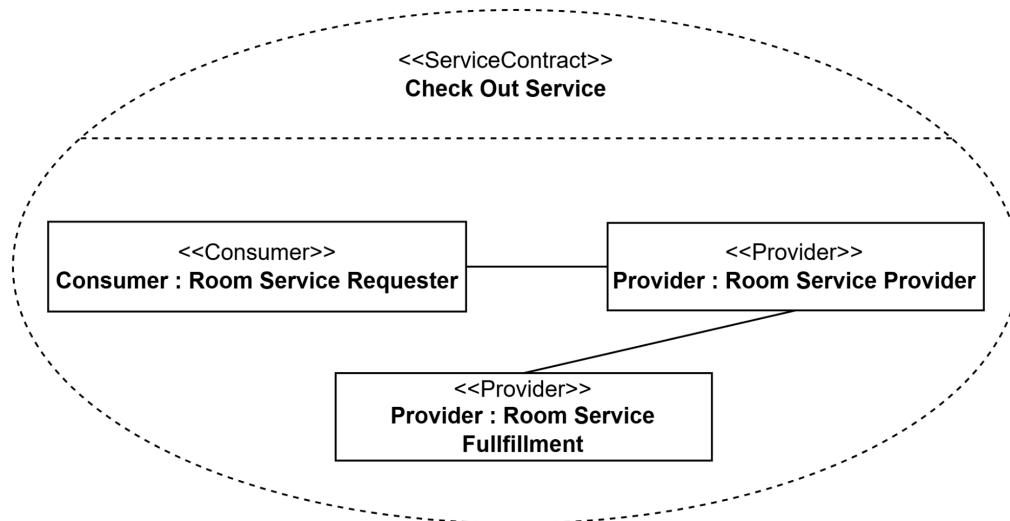 <<ServiceContract>>
Check Out Service
<<Consumer>>
Consumer : Room Service Requester
<<Provider>>
Provider : Room Service Provider
<<Provider>>
Provider : Room Service
Fullfillment